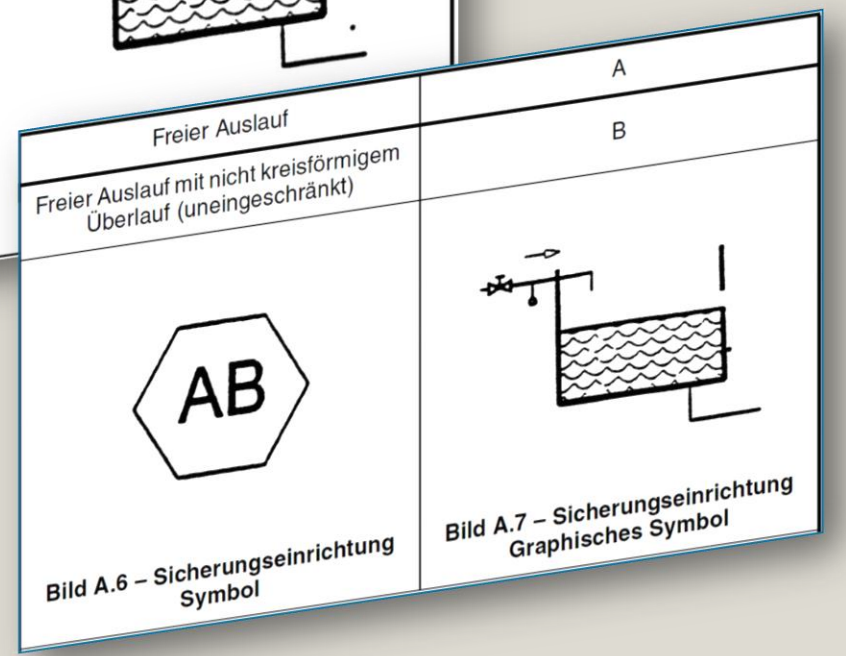 Freier Auslauf
A
Freier Auslauf mit nicht kreisförmigem
Überlauf (uneingeschränkt)
B
AB
Bild A.6 – Sicherungseinrichtung
Symbol
Bild A.7 – Sicherungseinrichtung
Graphisches Symbol